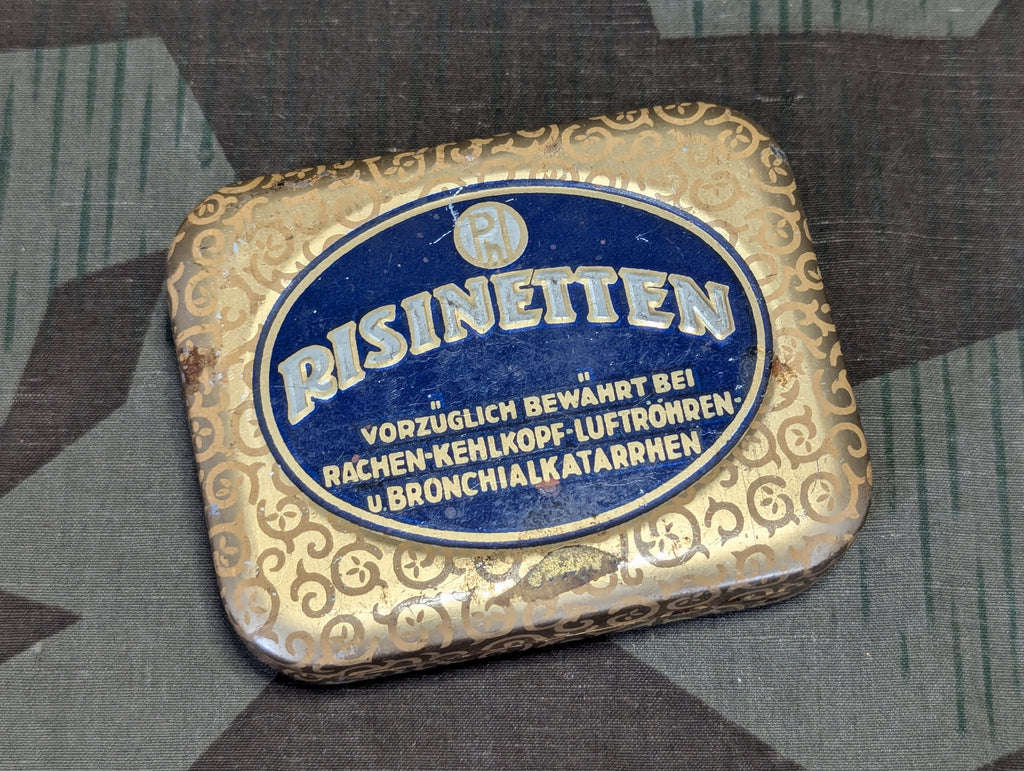 RISINETTEN
VORZÜGLICH BEWÄHRT BEI
RACHEN-KEHLKOPF-LUFTRÖHREN-
u. BRONCHIALKATARRHEN